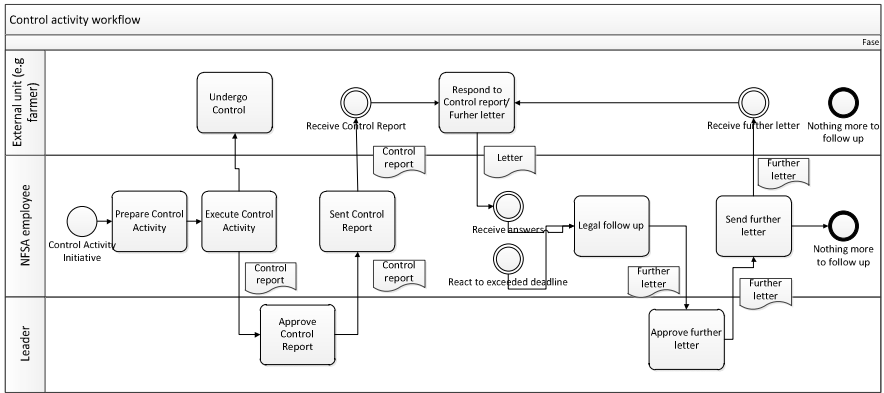 Control activity workflow
Fase
External unit (e.g
farmer)
Undergo
Control
Receive Control Report
Respond to
Control report/
Furher letter
Receive further letter
Nothing more to
follow up
Control
report
Letter
Further
letter
NFSA employee
Control Activity
Initiative
Prepare Control
Activity
Execute Control
Activity
Sent Control
Report
Receive answers
React to exceeded deadline
Legal follow up
Send further
letter
Nothing more
to follow up
Control
report
Control
report
Further
letter
Further
letter
Leader
Approve
Control
Report
Approve further
letter